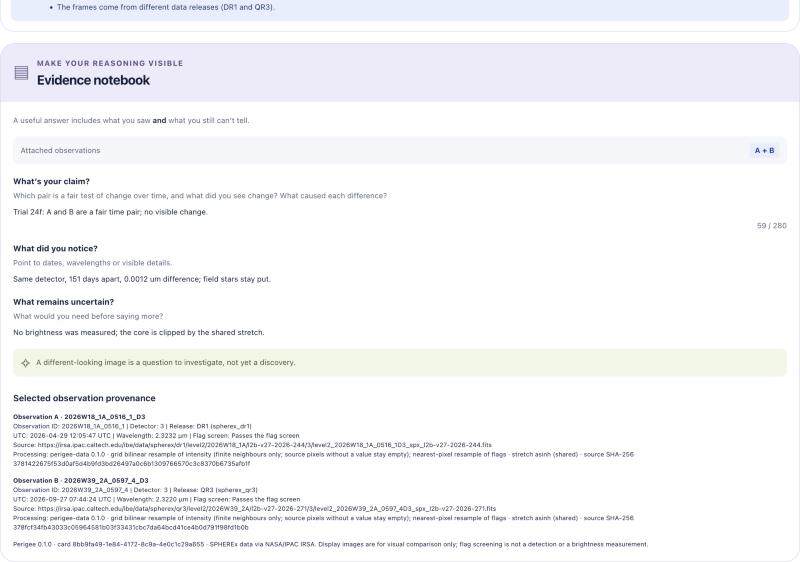 • The frames come from different data releases (DR1 and QR3).
MAKE YOUR REASONING VISIBLE
Evidence notebook
A useful answer includes what you saw and what you still can't tell.
Attached observations
A + B
What's your claim?
Which pair is a fair test of change over time, and what did you see change? What caused each difference?
Trial 24f: A and B are a fair time pair; no visible change.
59 / 280
What did you notice?
Point to dates, wavelengths or visible details.
Same detector, 151 days apart, 0.0012 um difference; field stars stay put.
What remains uncertain?
What would you need before saying more?
No brightness was measured; the core is clipped by the shared stretch.
A different-looking image is a question to investigate, not yet a discovery.
Selected observation provenance
Observation A · 2026W18_1A_0516_1_D3
Observation ID: 2026W18_1A_0516_1 | Detector: 3 | Release: DR1 (spherex_dr1)
UTC: 2026-04-29 12:05:47 UTC | Wavelength: 2.3232 µm | Flag screen: Passes the flag screen
Source: https://irsa.ipac.caltech.edu/ibe/data/spherex/dr1/level2/2026W18_1A/l2b-v27-2026-244/3/level2_2026W18_1A_0516_1D3_spx_l2b-v27-2026-244.fits
Processing: perigee-data 0.1.0 · grid bilinear resample of intensity (finite neighbours only; source pixels without a value stay empty); nearest-pixel resample of flags · stretch asinh (shared) · source SHA-256
3781422675f53d0af5d4b9fd3bd26497a0c6b1309766570c3c8370b6735afb1f
Observation B · 2026W39_2A_0597_4_D3
Observation ID: 2026W39_2A_0597_4 | Detector: 3 | Release: QR3 (spherex_qr3)
UTC: 2026-09-27 07:44:24 UTC | Wavelength: 2.3220 µm | Flag screen: Passes the flag screen
Source: https://irsa.ipac.caltech.edu/ibe/data/spherex/qr3/level2/2026W39_2A/l2b-v27-2026-271/3/level2_2026W39_2A_0597_4D3_spx_l2b-v27-2026-271.fits
Processing: perigee-data 0.1.0 · grid bilinear resample of intensity (finite neighbours only; source pixels without a value stay empty); nearest-pixel resample of flags · stretch asinh (shared) · source SHA-256
378fcf34fb43033c05964581b03f33431cbc7da64bcd41ce4b0d791f98fd1b0b
Perigee 0.1.0 · card 8bb9fa49-1e84-4172-8c9a-4e0c1c29a655 · SPHEREx data via NASA/IPAC IRSA. Display images are for visual comparison only; flag screening is not a detection or a brightness measurement.